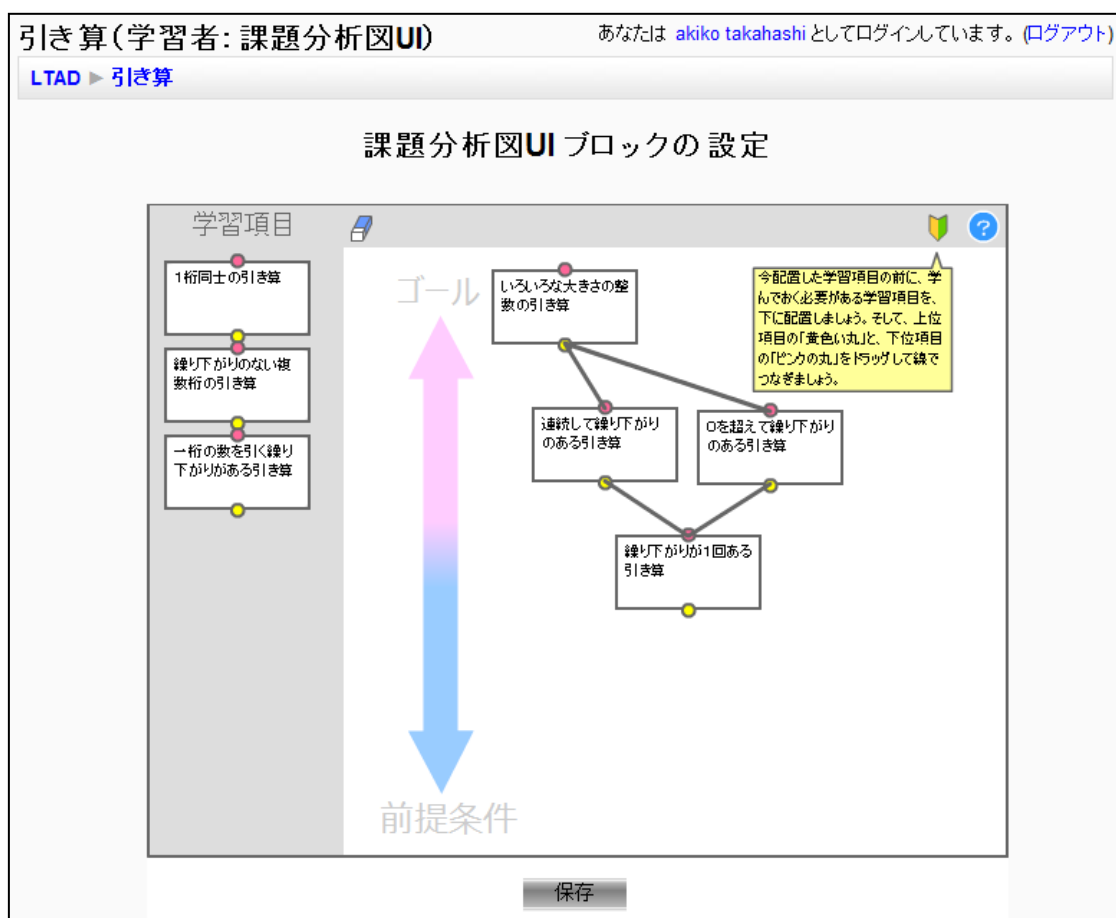 引き算(学習者: 課題分析図UI)
あなたは akiko takahashi としてログインしています。(ログアウト)
LTAD ► 引き算
課題分析図UI ブロックの 設定
学習項目
?
1桁同士の引き算
繰り下がりのない複
数桁の引き算
一桁の数を引く繰り
下がりがある引き算
ゴール
前提条件
いろいろな大きさの整
数の引き算
連続して繰り下がり
のある引き算
0を超えて繰り下がり
のある引き算
繰り下がりが1回ある
引き算
今配置した学習項目の前に、学
んでおく必要がある学習項目を、
下に配置しましょう。そして、上位
項目の「黄色い丸」と、下位項目
の「ピンクの丸」をドラッグして線で
つなぎましょう。
保存